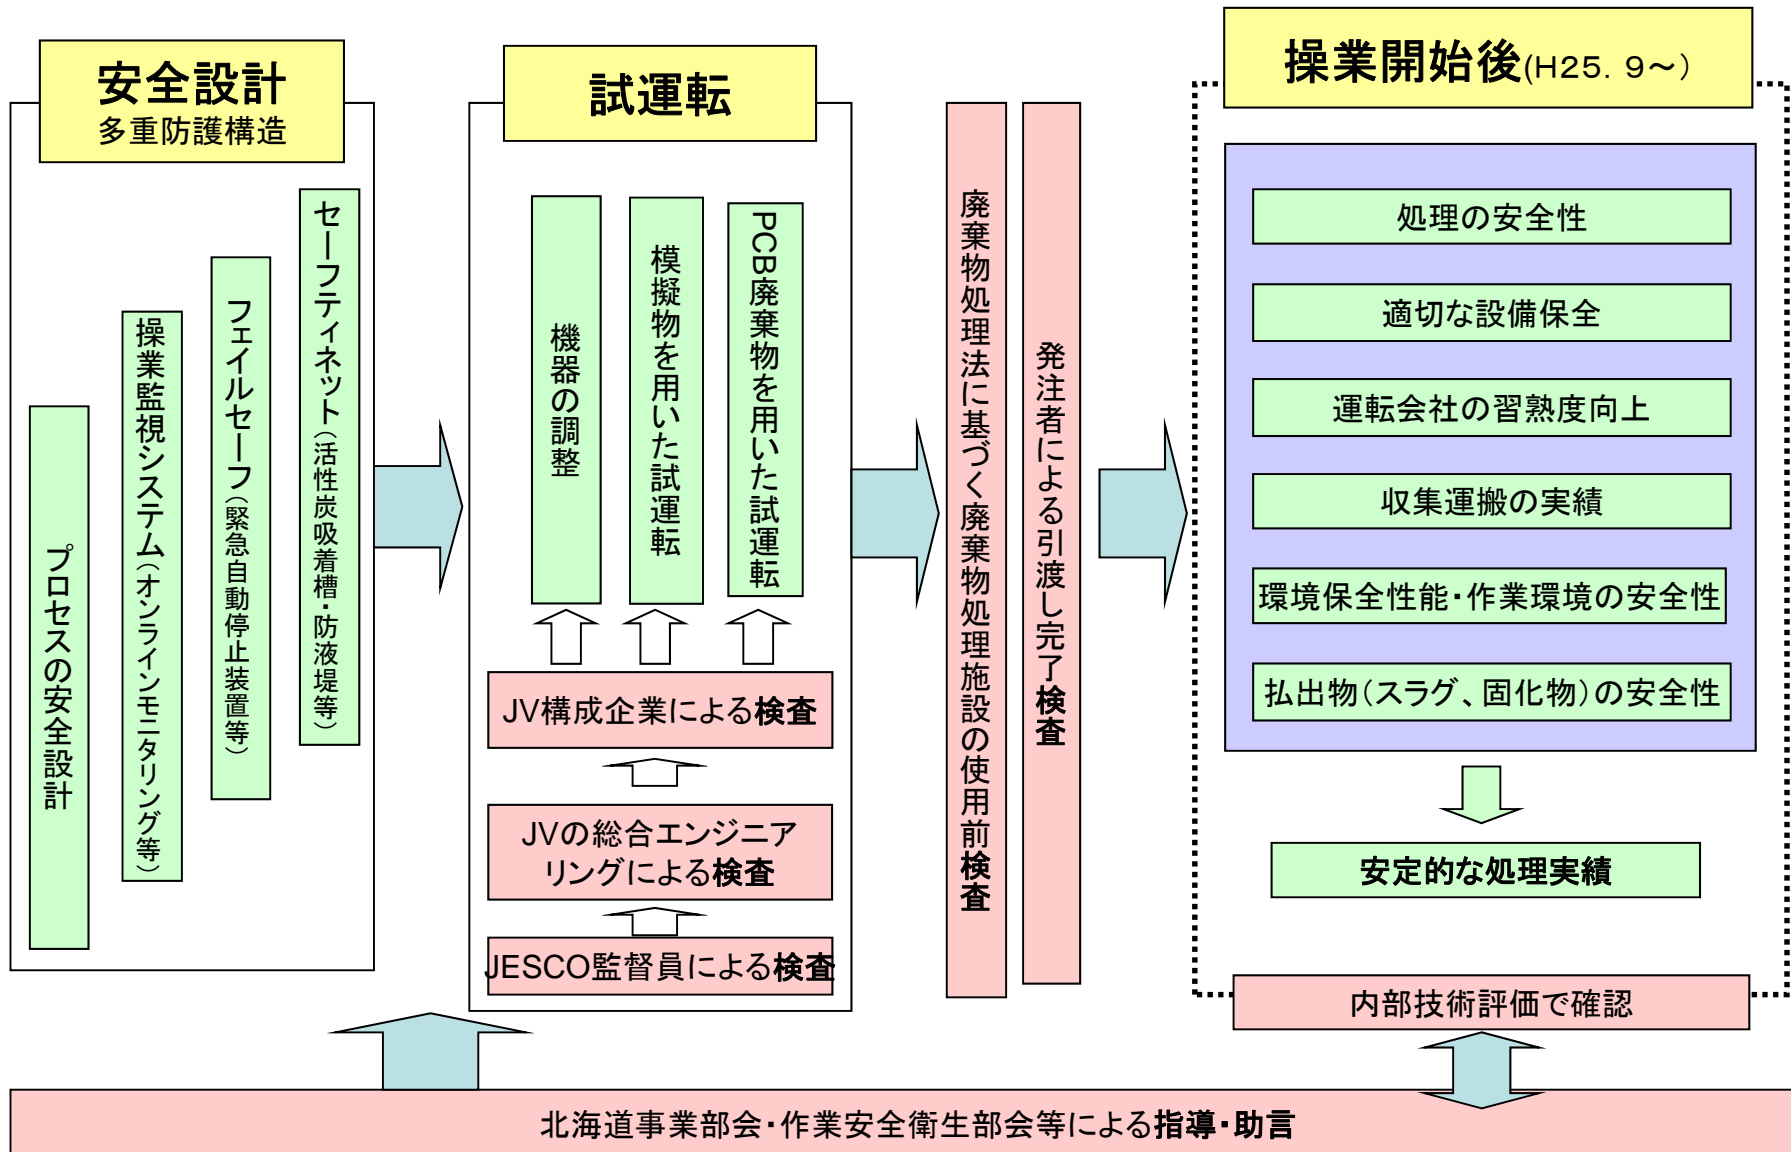 安全設計
多重防護構造
プロセスの安全設計
操業監視システム（オンラインモニタリング等）
フェイルセーフ（緊急自動停止装置等）
セーフティネット（活性炭吸着槽・防液堤等）
試運転
機器の調整
模擬物を用いた試運転
PCB廃棄物を用いた試運転
JV構成企業による検査
JVの総合エンジニア
リングによる検査
JESCO監督員による検査
廃棄物処理法に基づく廃棄物処理施設の使用前検査
発注者による引渡し完了検査
操業開始後(H25. 9～)
処理の安全性
適切な設備保全
運転会社の習熟度向上
収集運搬の実績
環境保全性能・作業環境の安全性
払出物（スラグ、固化物）の安全性
安定的な処理実績
内部技術評価で確認
北海道事業部会・作業安全衛生部会等による指導・助言